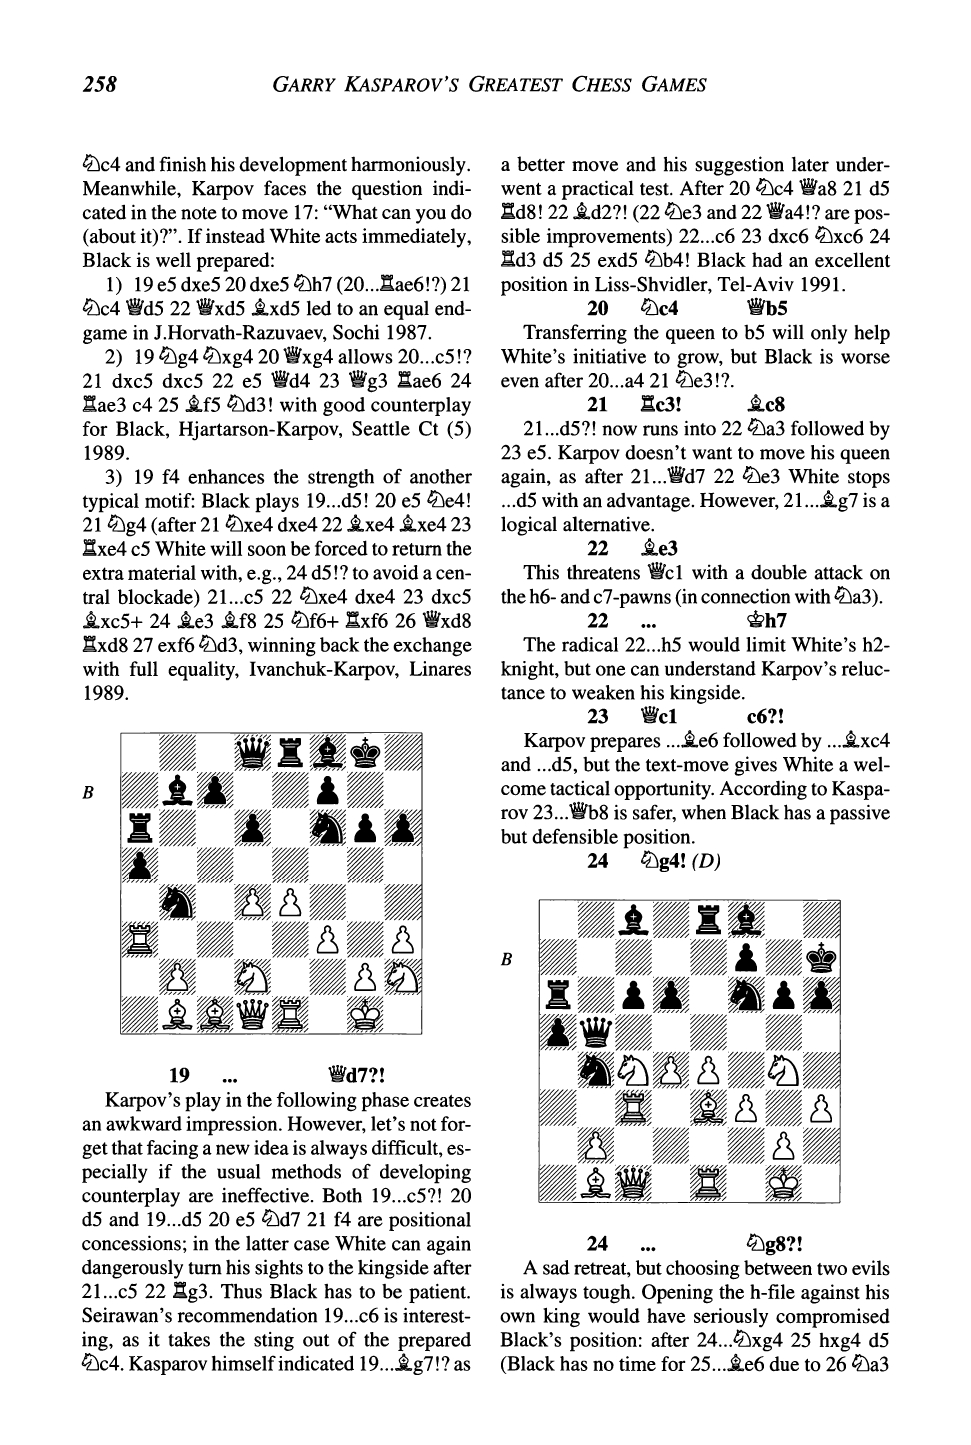 258
GARRY KASPAROV'S GREATEST CHESS GAMES
♘c4 and finish his development harmoniously.
Meanwhile, Karpov faces the question indi-
cated in the note to move 17: “What can you do
(about it)?”. If instead White acts immediately,
Black is well prepared:
1) 19 e5 dxe5 20 dxe5 ♘h7 (20...♖ae6!?) 21
♘c4 ♕d5 22 ♕xd5 ♗xd5 led to an equal end-
game in J.Horvath-Razuvaev, Sochi 1987.
2) 19 ♘g4 ♘xg4 20 ♕xg4 allows 20...c5!?
21 dxc5 dxc5 22 e5 ♕d4 23 ♕g3 ♖ae6 24
♖ae3 c4 25 ♗f5 ♘d3! with good counterplay
for Black, Hjartarson-Karpov, Seattle Ct (5)
1989.
3) 19 f4 enhances the strength of another
typical motif: Black plays 19...d5! 20 e5 ♘e4!
21 ♘g4 (after 21 ♘xe4 dxe4 22 ♗xe4 ♗xe4 23
♖xe4 c5 White will soon be forced to return the
extra material with, e.g., 24 d5!? to avoid a cen-
tral blockade) 21...c5 22 ♘xe4 dxe4 23 dxc5
♗xc5+ 24 ♗e3 ♗f8 25 ♘f6+ ♖xf6 26 ♕xd8
♖xd8 27 exf6 ♘d3, winning back the exchange
with full equality, Ivanchuk-Karpov, Linares
1989.
B
19 ... ♕d7?!
Karpov's play in the following phase creates
an awkward impression. However, let's not for-
get that facing a new idea is always difficult, es-
pecially if the usual methods of developing
counterplay are ineffective. Both 19...c5?! 20
d5 and 19...d5 20 e5 ♘d7 21 f4 are positional
concessions; in the latter case White can again
dangerously turn his sights to the kingside after
21...c5 22 ♖g3. Thus Black has to be patient.
Seirawan's recommendation 19...c6 is interest-
ing, as it takes the sting out of the prepared
♘c4. Kasparov himself indicated 19...♗g7!? as
a better move and his suggestion later under-
went a practical test. After 20 ♘c4 ♕a8 21 d5
♖d8! 22 ♗d2?! (22 ♘e3 and 22 ♕a4!? are pos-
sible improvements) 22...c6 23 dxc6 ♘xc6 24
♖d3 d5 25 exd5 ♘b4! Black had an excellent
position in Liss-Shvidler, Tel-Aviv 1991.
20 ♘c4 ♕b5
Transferring the queen to b5 will only help
White's initiative to grow, but Black is worse
even after 20...a4 21 ♘e3!?.
21 ♖c3! ♗c8
21...d5?! now runs into 22 ♘a3 followed by
23 e5. Karpov doesn't want to move his queen
again, as after 21...♕d7 22 ♘e3 White stops
...d5 with an advantage. However, 21...♗g7 is a
logical alternative.
22 ♗e3
This threatens ♕c1 with a double attack on
the h6- and c7-pawns (in connection with ♘a3).
22 ... ♔h7
The radical 22...h5 would limit White's h2-
knight, but one can understand Karpov's reluc-
tance to weaken his kingside.
23 ♕c1 c6?!
Karpov prepares ...♗e6 followed by ...♗xc4
and ...d5, but the text-move gives White a wel-
come tactical opportunity. According to Kaspa-
rov 23...♕b8 is safer, when Black has a passive
but defensible position.
24 ♘g4! (D)
B
24 ... ♘g8?!
A sad retreat, but choosing between two evils
is always tough. Opening the h-file against his
own king would have seriously compromised
Black's position: after 24...♘xg4 25 hxg4 d5
(Black has no time for 25...♗e6 due to 26 ♘a3